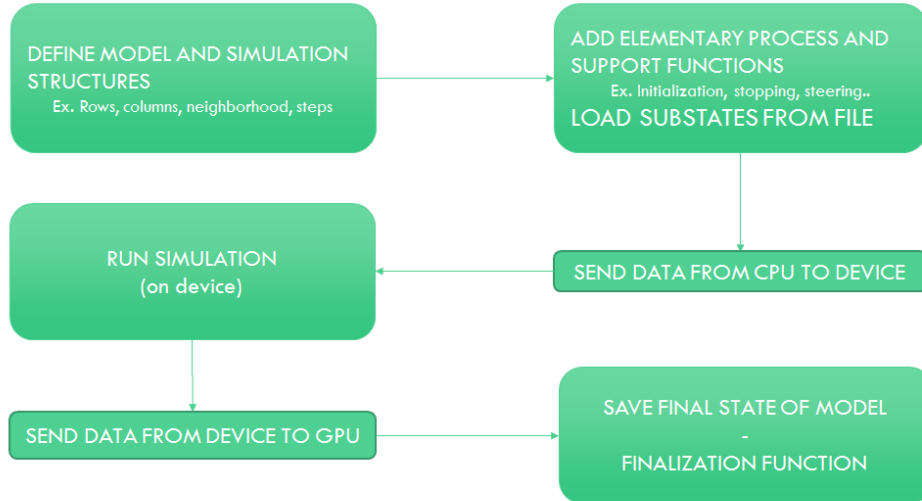 DEFINE MODEL AND SIMULATION
STRUCTURES
Ex. Rows, columns, neighborhood, steps
ADD ELEMENTARY PROCESS AND
SUPPORT FUNCTIONS
Ex. Initialization, stopping, steering..
LOAD SUBSTATES FROM FILE
SEND DATA FROM CPU TO DEVICE
RUN SIMULATION
(on device)
SEND DATA FROM DEVICE TO GPU
SAVE FINAL STATE OF MODEL
-
FINALIZATION FUNCTION